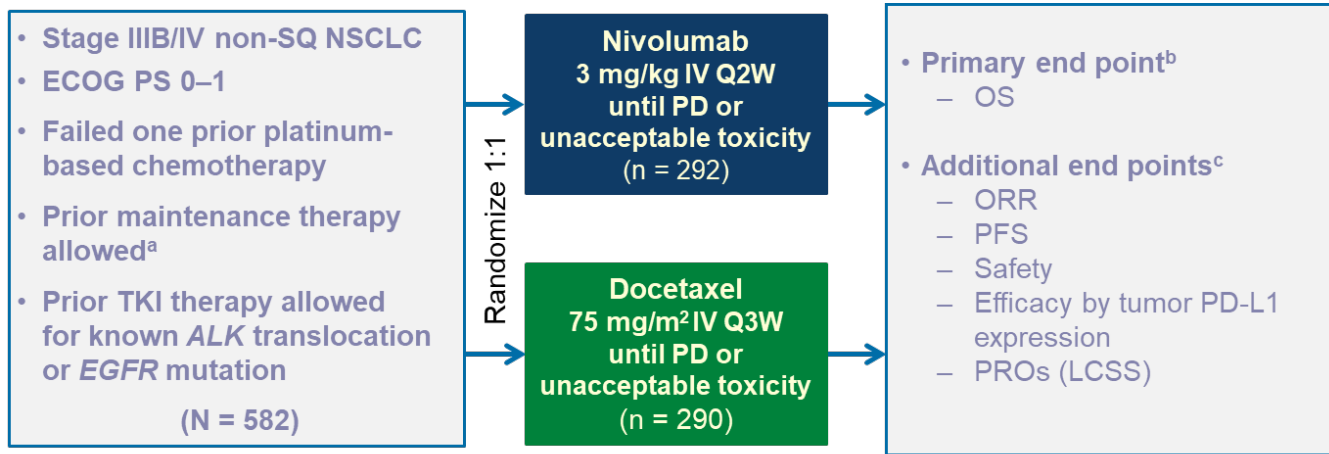 • Stage IIIB/IV non-SQ NSCLC
• ECOG PS 0–1
• Failed one prior platinum-
based chemotherapy
• Prior maintenance therapy
allowedᵃ
• Prior TKI therapy allowed
for known ALK translocation
or EGFR mutation
(N = 582)
Randomize 1:1
Nivolumab
3 mg/kg IV Q2W
until PD or
unacceptable toxicity
(n = 292)
Docetaxel
75 mg/m² IV Q3W
until PD or
unacceptable toxicity
(n = 290)
• Primary end pointᵇ
– OS
• Additional end pointsᶜ
– ORR
– PFS
– Safety
– Efficacy by tumor PD-L1
expression
– PROs (LCSS)